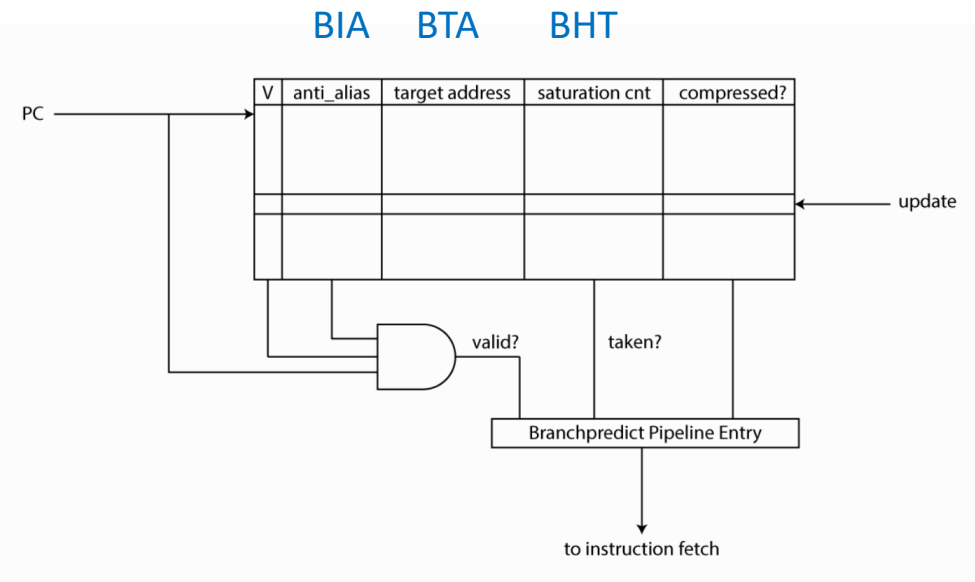 BIA BTA BHT
V anti_alias target address saturation cnt compressed?
PC
update
valid? taken?
Branchpredict Pipeline Entry
to instruction fetch